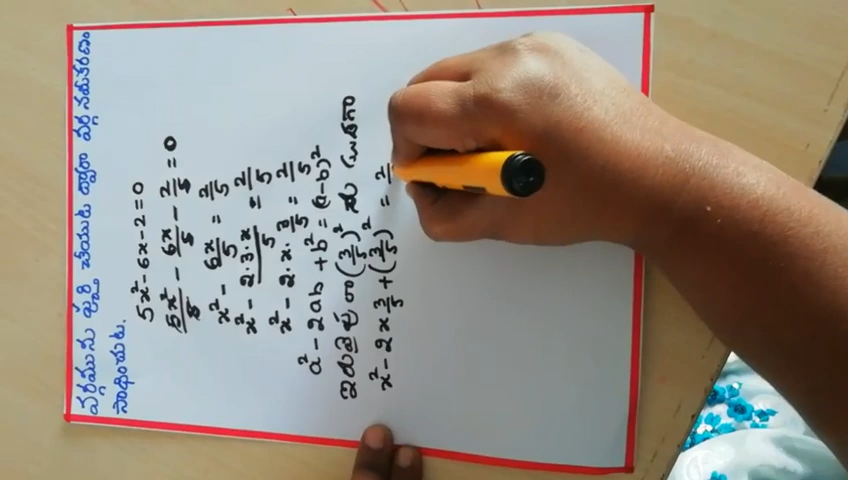 వర్గమును పూర్తి చేయుట ద్వారా వర్గ సమీకరణం
సాధించుట.
5x²-6x-2=0
5x²/5 - 6x/5 - 2/5 = 0
x² - 6x/5 = 2/5
x² - 2·3·x/5 = 2/5
x² - 2·x·3/5 = 2/5
a² - 2ab + b² = (a-b)²
ఇరువైపులా (3/5)² ను
x² - 2x 3/5 + (3/5)² = 2/